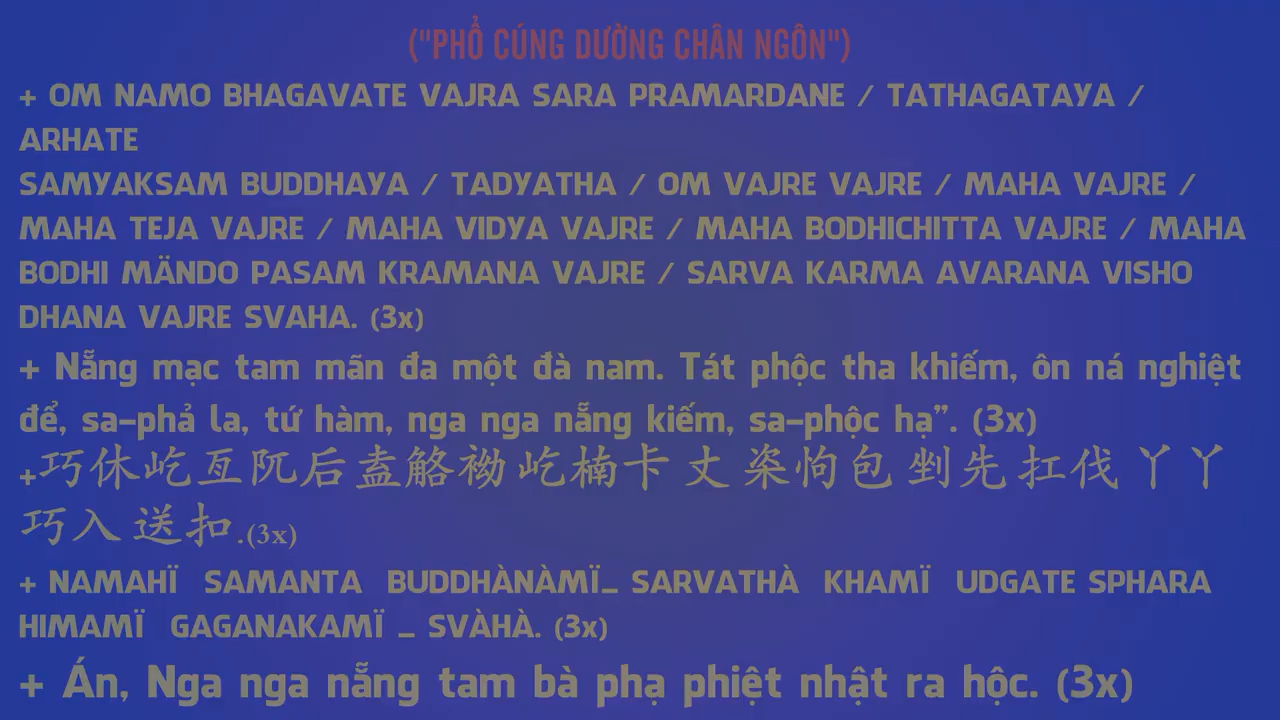 ("PHỔ CÚNG DƯỜNG CHÂN NGÔN")
+ OM NAMO BHAGAVATE VAJRA SARA PRAMARDANE / TATHAGATAYA /
ARHATE
SAMYAKSAM BUDDHAYA / TADYATHA / OM VAJRE VAJRE / MAHA VAJRE /
MAHA TEJA VAJRE / MAHA VIDYA VAJRE / MAHA BODHICHITTA VAJRE / MAHA
BODHI MÄNDO PASAM KRAMANA VAJRE / SARVA KARMA AVARANA VISHO
DHANA VAJRE SVAHA. (3x)
+ Nẵng mạc tam mãn đa một đà nam. Tát phộc tha khiếm, ôn ná nghiệt
để, sa-phả la, tứ hàm, nga nga nẵng kiếm, sa-phộc hạ”. (3x)
+巧休屹亙阢后盍觡袎屹楠卡丈 秶怐包 剉先扛伐 丫丫
巧入送扣.(3x)
+ NAMAHÏ SAMANTA BUDDHÀNÀMÏ_ SARVATHÀ KHAMÏ UDGATE SPHARA
HIMAMÏ GAGANAKAMÏ _ SVÀHÀ. (3x)
+ Án, Nga nga nẵng tam bà phạ phiệt nhật ra hộc. (3x)